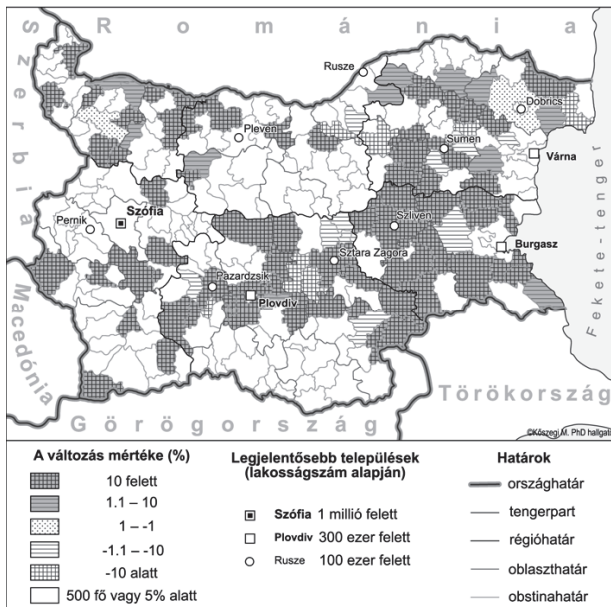 Románia
Szerbia
Macedónia
Görögország
Törökország
Fekete-tenger
Rusze
Dobrics
Pleven
Sumen
Várna
Szófia
Pernik
Szliven
Burgasz
Sztara Zagora
Pazardzsik
Plovdiv
©Kőszegi M. PhD hallgató
A változás mértéke (%)
10 felett
1.1 – 10
1 – -1
-1.1 – -10
-10 alatt
500 fő vagy 5% alatt
Legjelentősebb települések
(lakosságszám alapján)
Szófia 1 millió felett
Plovdiv 300 ezer felett
Rusze 100 ezer felett
Határok
országhatár
tengerpart
régióhatár
oblaszthatár
obstinahatár